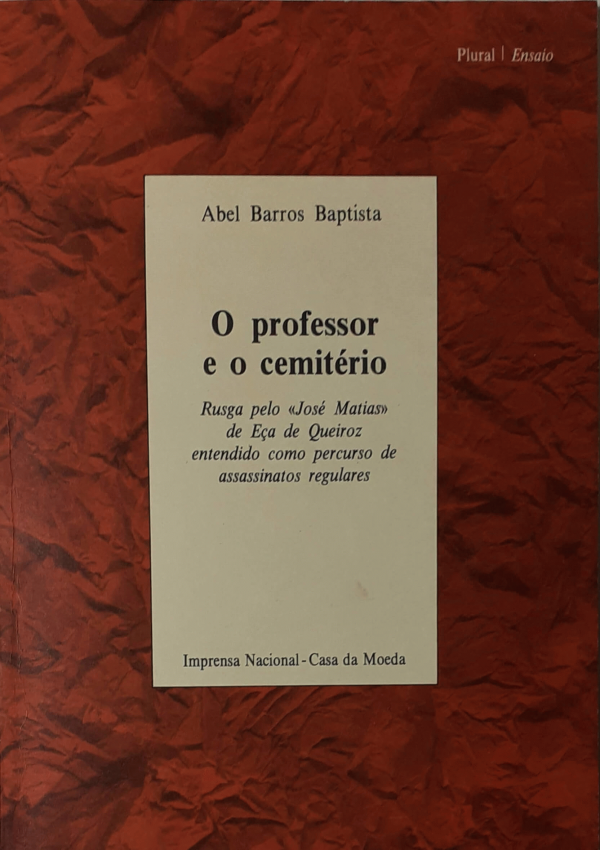 Plural | Ensaio
Abel Barros Baptista
O professor
e o cemitério
Rusga pelo «José Matias»
de Eça de Queiroz
entendido como percurso de
assassinatos regulares
Imprensa Nacional - Casa da Moeda